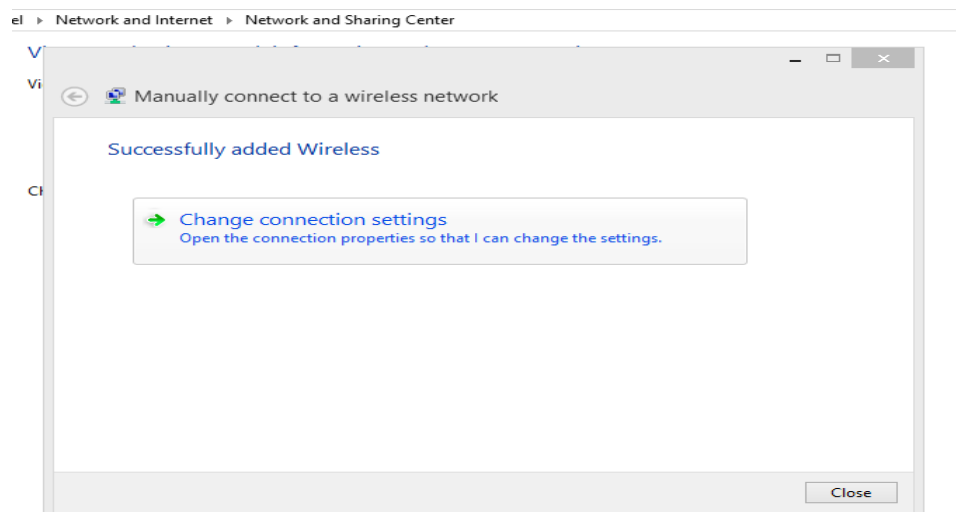 el ▸ Network and Internet ▸ Network and Sharing Center
Vi
Manually connect to a wireless network
Successfully added Wireless
Change connection settings
Open the connection properties so that I can change the settings.
Close